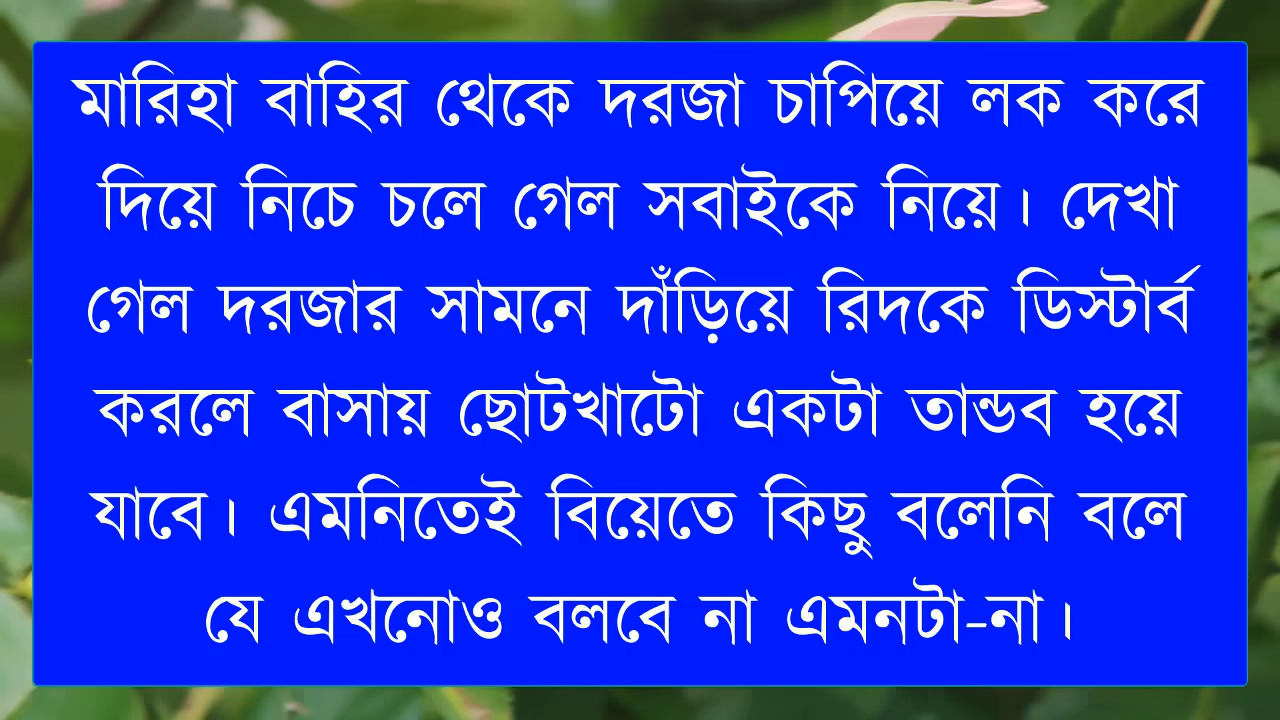 মারিহা বাহির থেকে দরজা চাপিয়ে লক করে
দিয়ে নিচে চলে গেল সবাইকে নিয়ে। দেখা
গেল দরজার সামনে দাঁড়িয়ে রিদকে ডিস্টার্ব
করলে বাসায় ছোটখাটো একটা তান্ডব হয়ে
যাবে। এমনিতেই বিয়েতে কিছু বলেনি বলে
যে এখনোও বলবে না এমনটা-না।